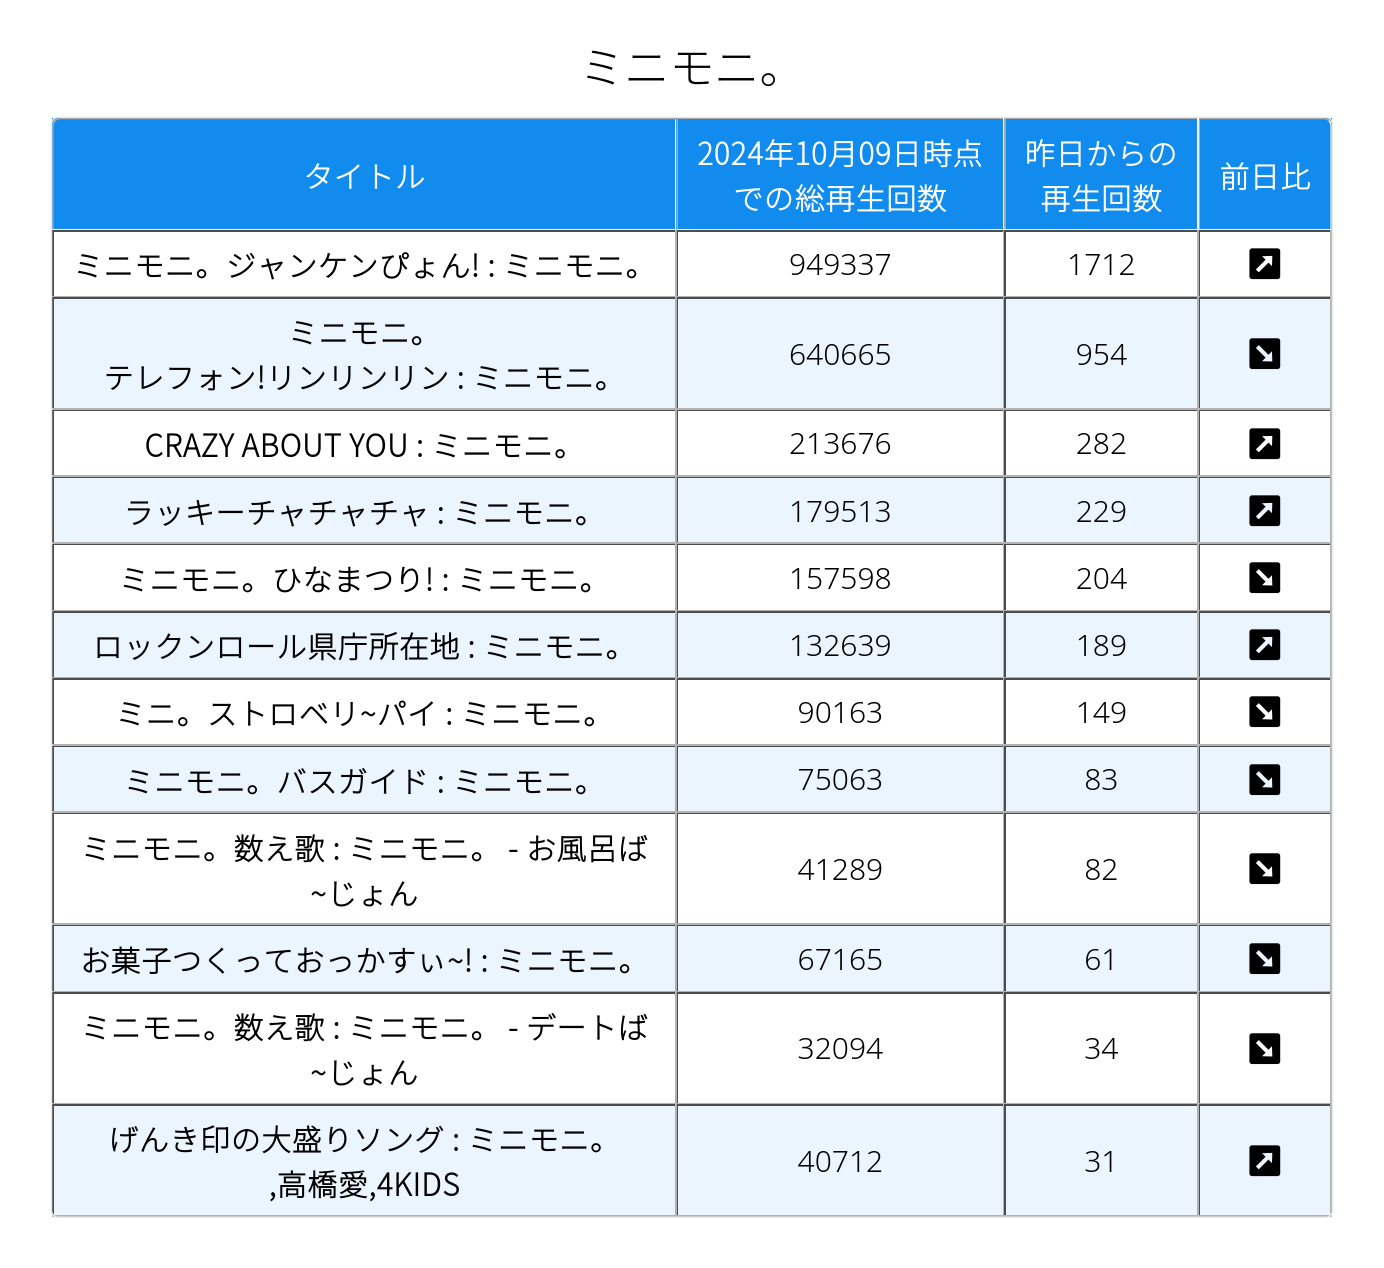 ミニモニ。
タイトル
2024年10月09日時点
での総再生回数
昨日からの
再生回数
前日比
ミニモニ。ジャンケンぴょん! : ミニモニ。
949337
1712
ミニモニ。
テレフォン!リンリンリン : ミニモニ。
640665
954
CRAZY ABOUT YOU : ミニモニ。
213676
282
ラッキーチャチャチャ : ミニモニ。
179513
229
ミニモニ。ひなまつり! : ミニモニ。
157598
204
ロックンロール県庁所在地 : ミニモニ。
132639
189
ミニ。ストロベリ~パイ : ミニモニ。
90163
149
ミニモニ。バスガイド : ミニモニ。
75063
83
ミニモニ。数え歌 : ミニモニ。 - お風呂ば
~じょん
41289
82
お菓子つくっておっかすぃ~! : ミニモニ。
67165
61
ミニモニ。数え歌 : ミニモニ。 - デートば
~じょん
32094
34
げんき印の大盛りソング : ミニモニ。
,高橋愛,4KIDS
40712
31